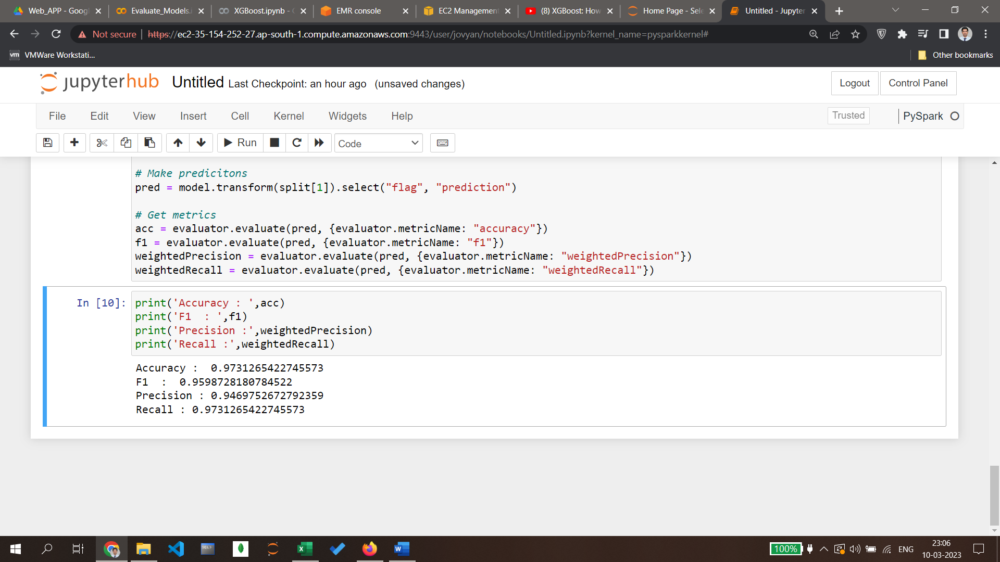 Web_APP - Googl
Evaluate_Models.i
XGBoost.ipynb - C
EMR console
EC2 Management
(8) XGBoost: How
Home Page - Sele
Untitled - Jupyter
Not secure | https://ec2-35-154-252-27.ap-south-1.compute.amazonaws.com:9443/user/jovyan/notebooks/Untitled.ipynb?kernel_name=pysparkkernel#
vm VMWare Workstati...
Other bookmarks
jupyterhub Untitled Last Checkpoint: an hour ago (unsaved changes)
Logout Control Panel
File Edit View Insert Cell Kernel Widgets Help
Trusted PySpark
Run Code
# Make predicitons
pred = model.transform(split[1]).select("flag", "prediction")
# Get metrics
acc = evaluator.evaluate(pred, {evaluator.metricName: "accuracy"})
f1 = evaluator.evaluate(pred, {evaluator.metricName: "f1"})
weightedPrecision = evaluator.evaluate(pred, {evaluator.metricName: "weightedPrecision"})
weightedRecall = evaluator.evaluate(pred, {evaluator.metricName: "weightedRecall"})
In [10]: print('Accuracy : ',acc)
print('F1  : ',f1)
print('Precision :',weightedPrecision)
print('Recall :',weightedRecall)
Accuracy :  0.9731265422745573
F1  :  0.9598728180784522
Precision : 0.9469752672792359
Recall : 0.9731265422745573
SQL>
100%
ENG
23:06
10-03-2023